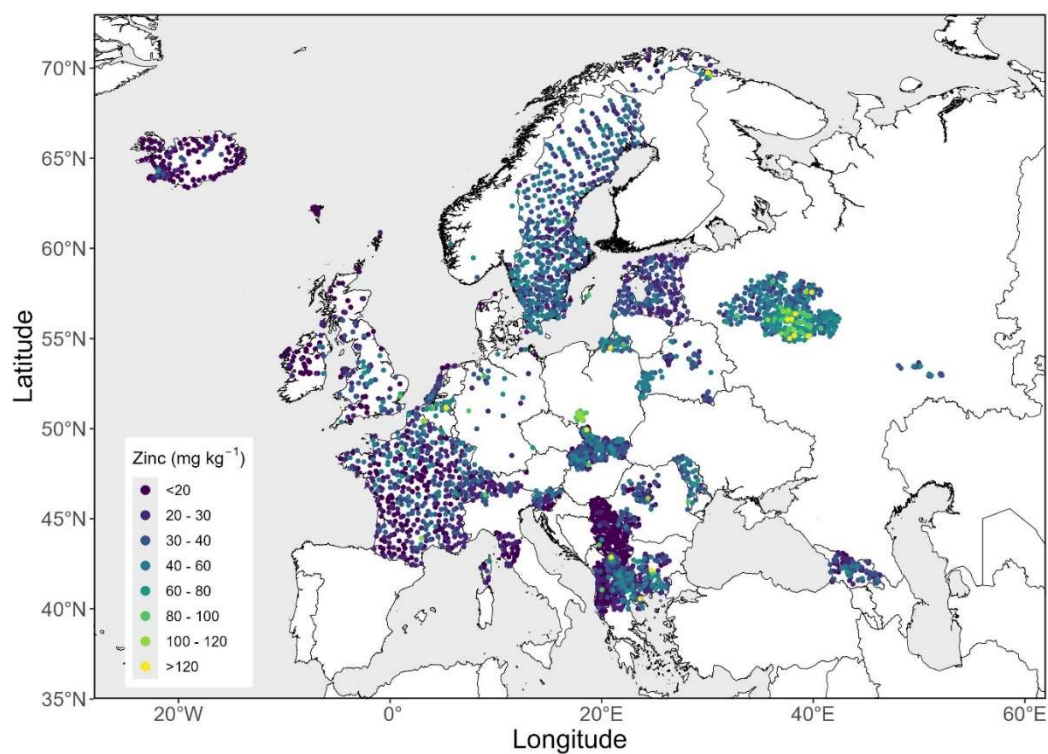 70°N
65°N
60°N
55°N
50°N
45°N
40°N
35°N
Latitude
Zinc (mg kg⁻¹)
<20
20 - 30
30 - 40
40 - 60
60 - 80
80 - 100
100 - 120
>120
20°W
0°
20°E
40°E
60°E
Longitude